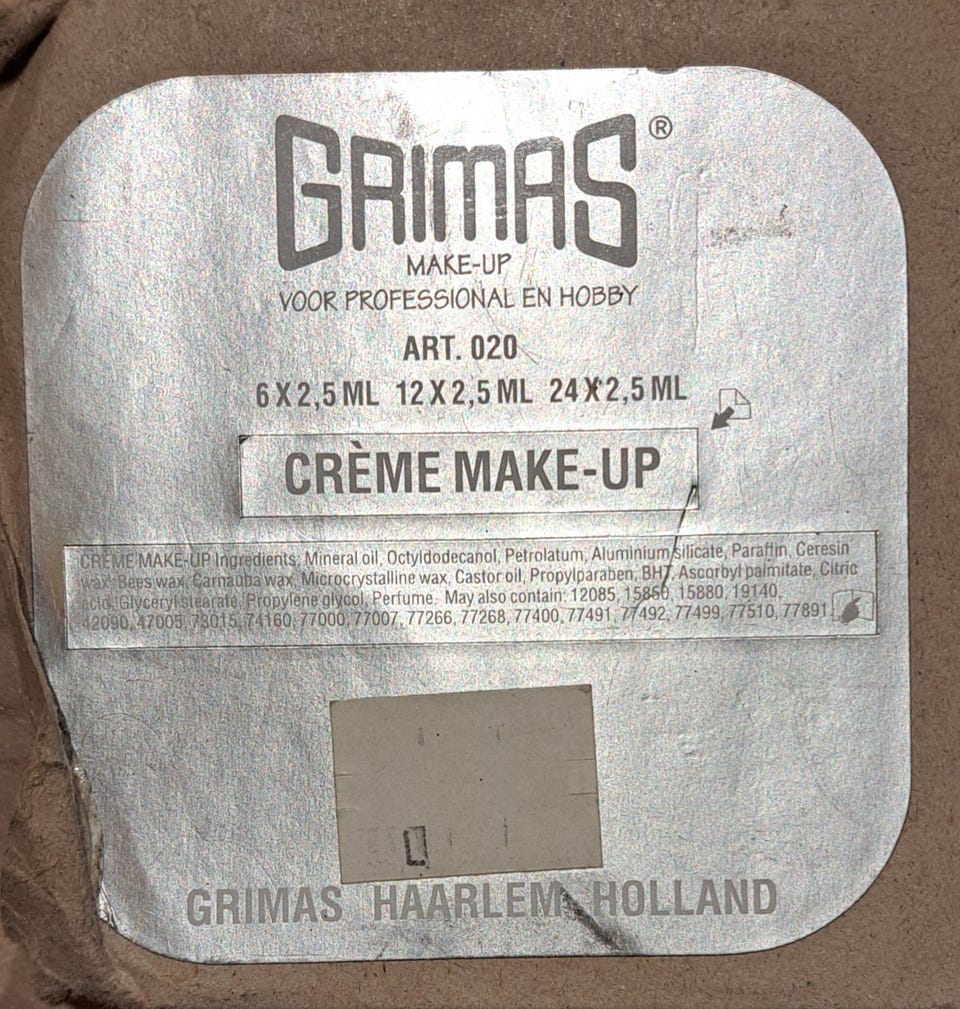 GRIMAS®
MAKE-UP
VOOR PROFESSIONAL EN HOBBY
ART. 020
6 X 2,5 ML 12 X 2,5 ML 24 X 2,5 ML
CRÈME MAKE-UP
CRÈME MAKE-UP Ingredients: Mineral oil, Octyldodecanol, Petrolatum, Aluminium silicate, Paraffin, Ceresin
wax, Bees wax, Carnauba wax, Microcrystalline wax, Castor oil, Propylparaben, BHT, Ascorbyl palmitate, Citric
acid, Glyceryl stearate, Propylene glycol, Perfume. May also contain: 12085, 15850, 15880, 19140,
42090, 47005, 73015, 74160, 77000, 77007, 77266, 77268, 77400, 77491, 77492, 77499, 77510, 77891
GRIMAS HAARLEM HOLLAND